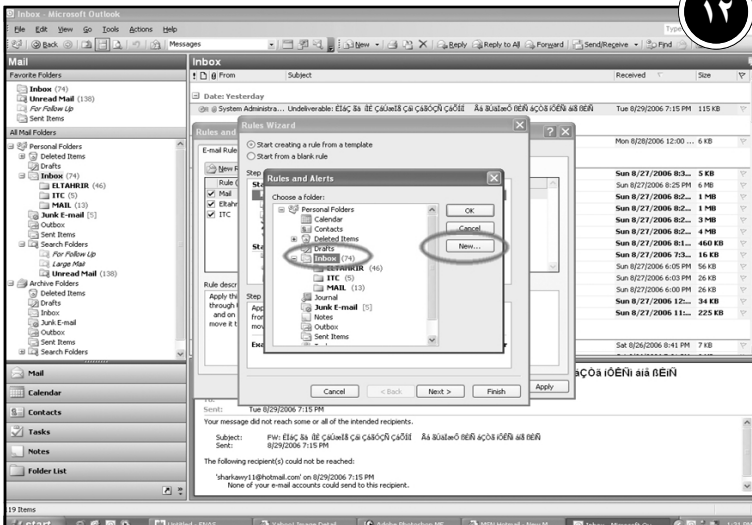 ١٢
Inbox - Microsoft Outlook
File Edit View Go Tools Actions Help
Back Messages New Reply Reply to All Forward Send/Receive Find
Mail
Favorite Folders
Inbox (74)
Unread Mail (138)
For Follow Up
Sent Items
All Mail Folders
Personal Folders
Deleted Items
Drafts
Inbox (74)
ELTAHRIR (46)
ITC (5)
MAIL (13)
Junk E-mail [5]
Outbox
Sent Items
Search Folders
For Follow Up
Large Mail
Unread Mail (138)
Archive Folders
Deleted Items
Drafts
Inbox
Junk E-mail
Outbox
Sent Items
Search Folders
Mail
Calendar
Contacts
Tasks
Notes
Folder List
19 Items
Inbox
From Subject Received Size
Date: Yesterday
System Administra... Undeliverable:
Tue 8/29/2006 7:15 PM 115 KB
Mon 8/28/2006 12:00 ... 6 KB
Sun 8/27/2006 8:3... 5 KB
Sun 8/27/2006 8:25 PM 6 MB
Sun 8/27/2006 8:2... 1 MB
Sun 8/27/2006 8:2... 1 MB
Sun 8/27/2006 8:2... 3 MB
Sun 8/27/2006 8:2... 4 MB
Sun 8/27/2006 8:1... 460 KB
Sun 8/27/2006 7:3... 16 KB
Sun 8/27/2006 6:05 PM 56 KB
Sun 8/27/2006 6:03 PM 26 KB
Sun 8/27/2006 6:00 PM 26 KB
Sun 8/27/2006 12:... 34 KB
Sun 8/27/2006 11:... 225 KB
Sat 8/26/2006 8:41 PM 7 KB
Rules and
E-mail Rule
New R
Rule (
Mail
Eltahr
ITC
Rule descr
Apply thi
through
and on
move it t
Apply
Rules Wizard
Start creating a rule from a template
Start from a blank rule
Step
Step
Cancel < Back Next > Finish
Rules and Alerts
Choose a folder:
Personal Folders
Calendar
Contacts
Deleted Items
Drafts
Inbox (74)
ELTAHRIR (46)
ITC (5)
MAIL (13)
Journal
Junk E-mail [5]
Notes
Outbox
Sent Items
OK
Cancel
New...
Sent: Tue 8/29/2006 7:15 PM
Your message did not reach some or all of the intended recipients.
Subject: FW:
Sent: 8/29/2006 7:15 PM
The following recipient(s) could not be reached:
'sharkawy11@hotmail.com' on 8/29/2006 7:15 PM
None of your e-mail accounts could send to this recipient.